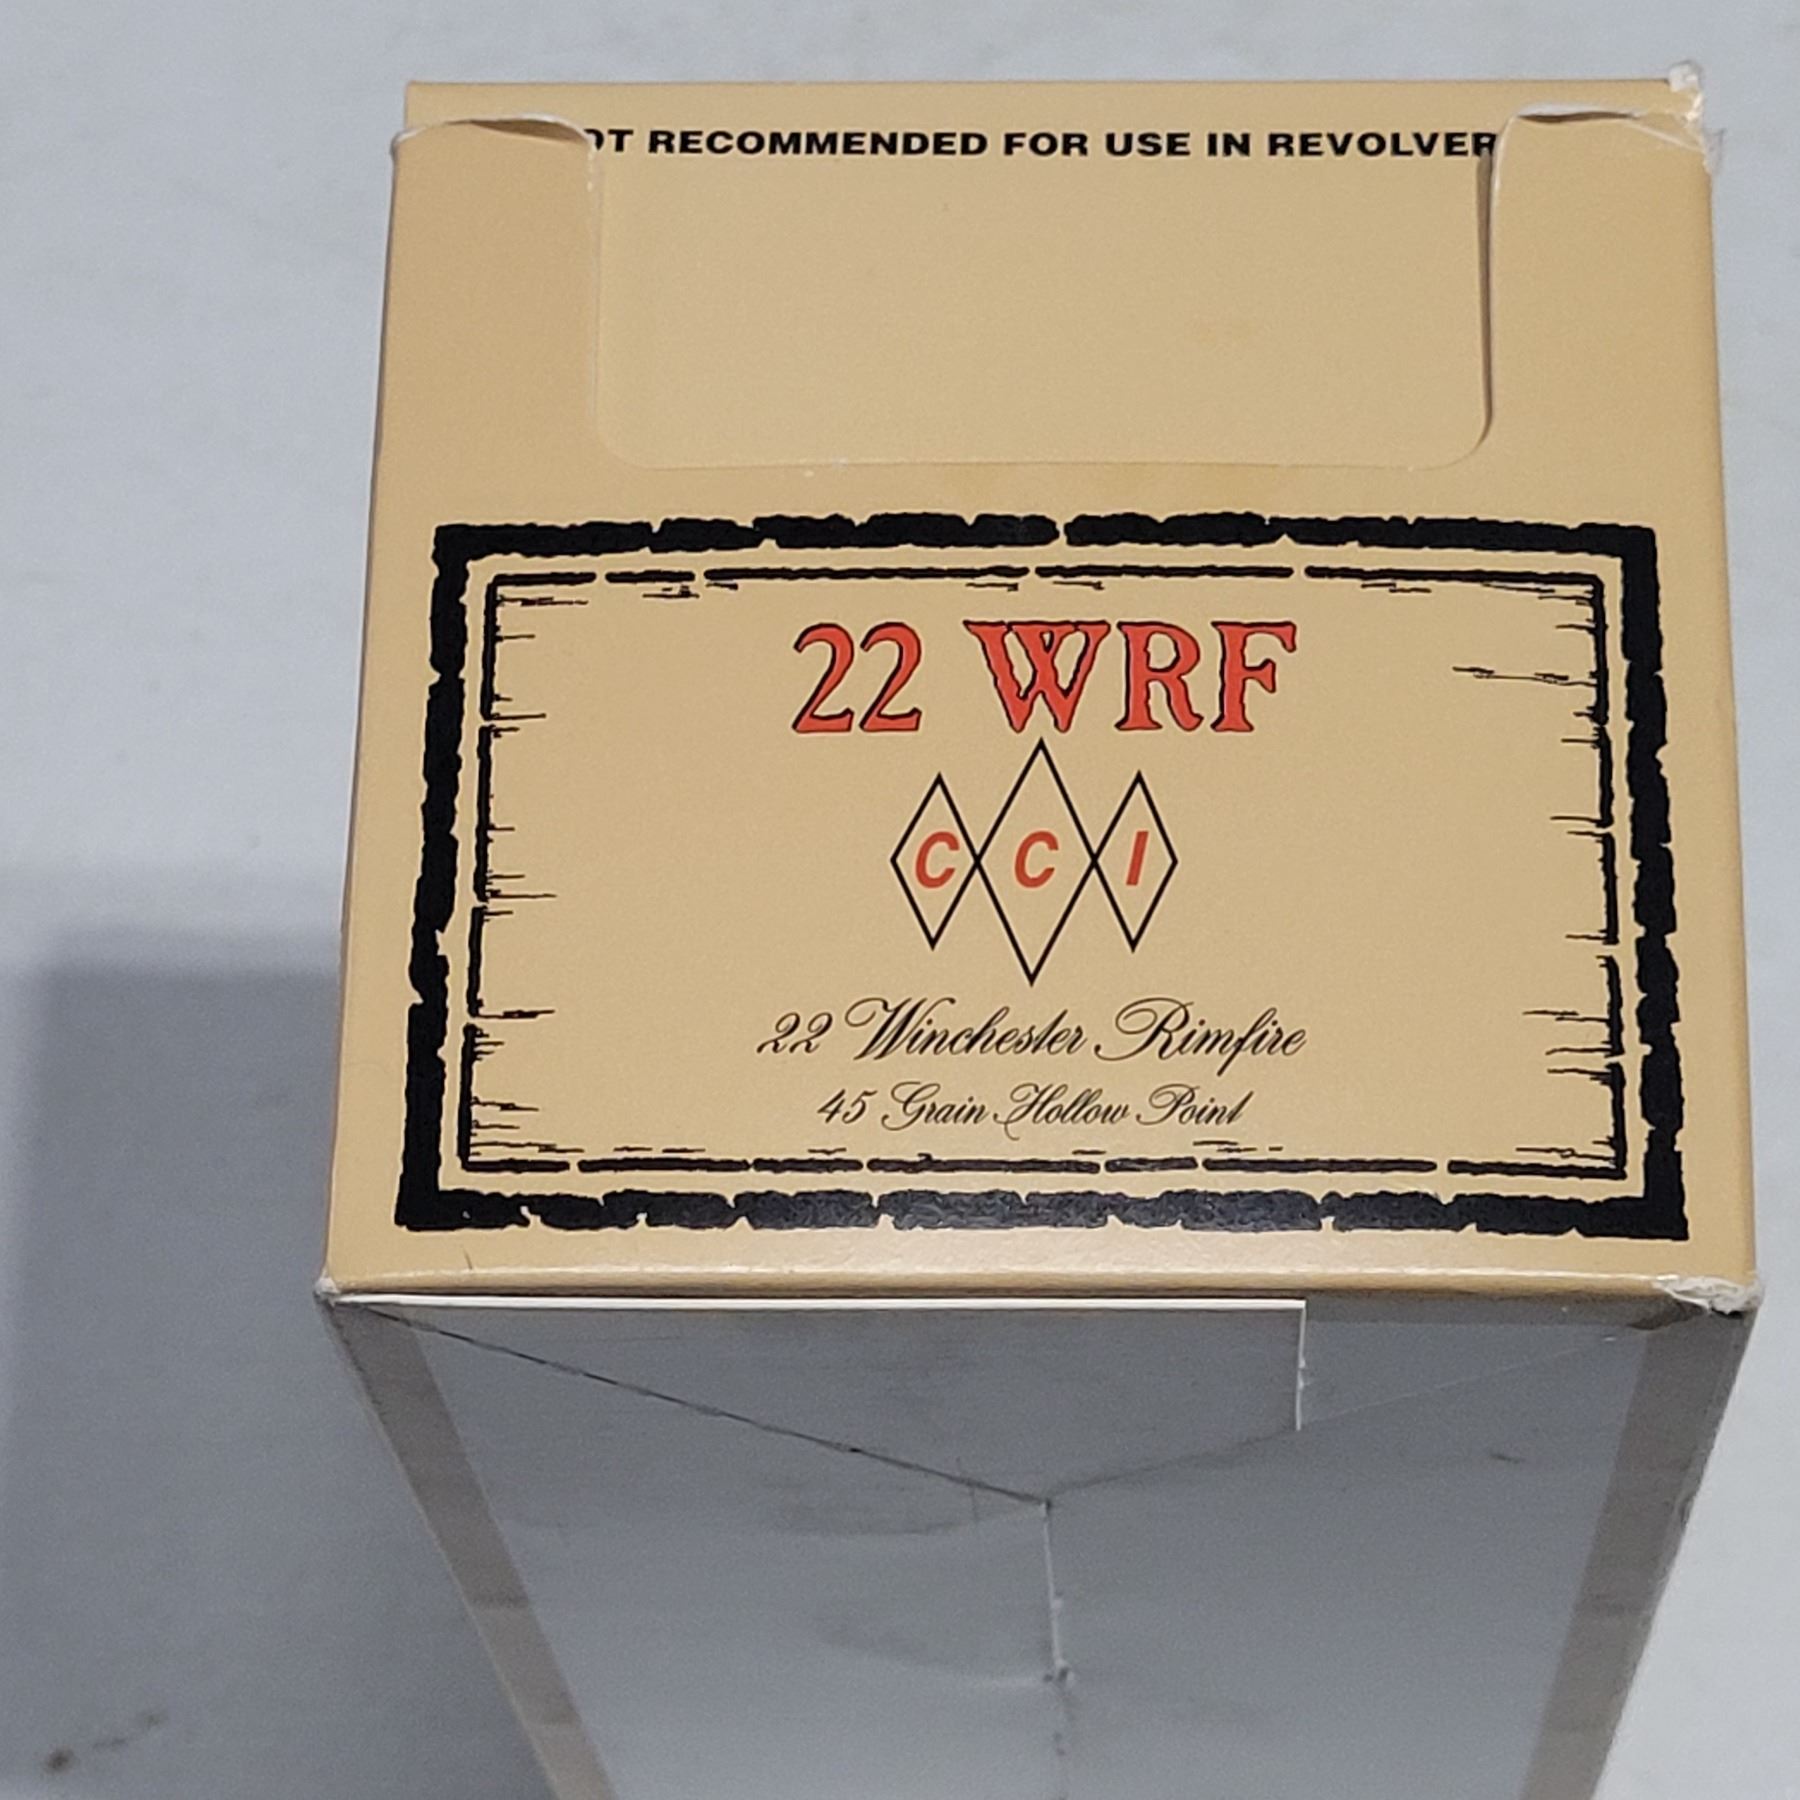 OT RECOMMENDED FOR USE IN REVOLVER
22 WRF
CCI
22 Winchester Rimfire
45 Grain Hollow Point